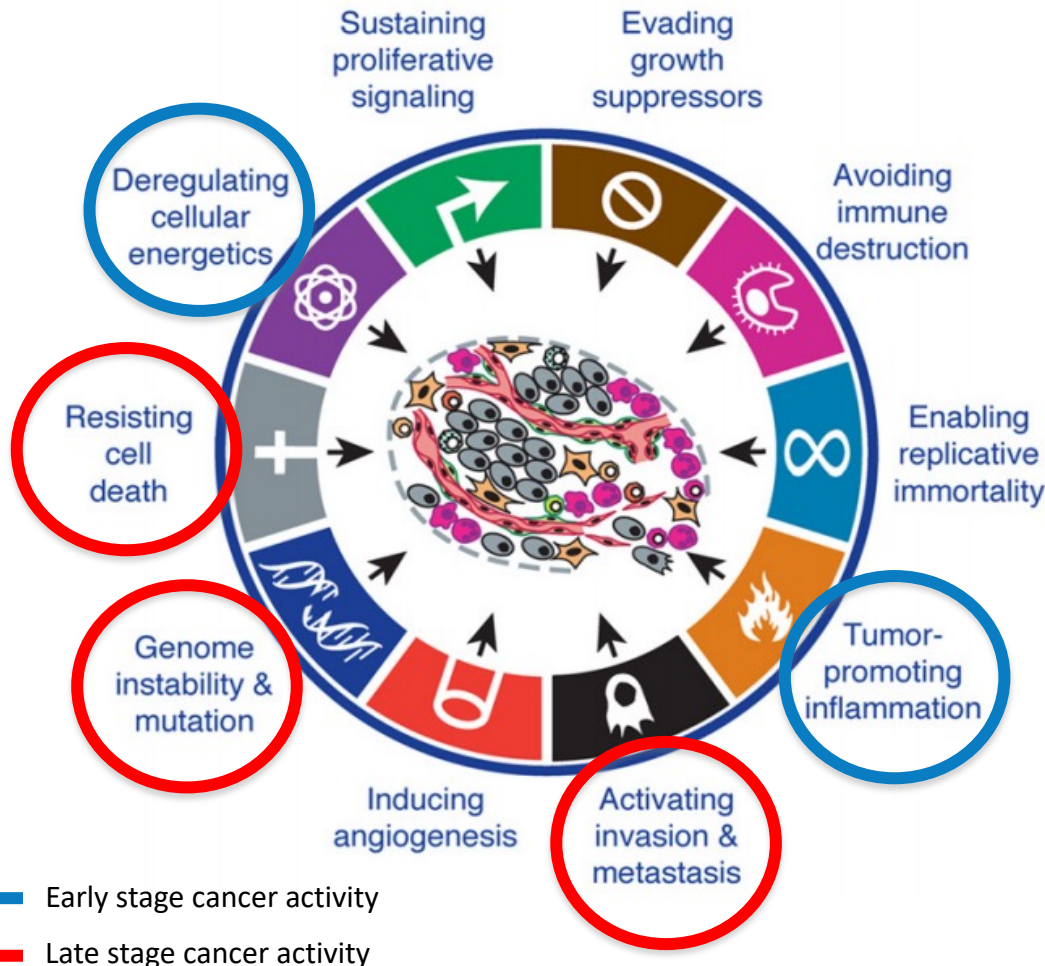 Sustaining
proliferative
signaling
Evading
growth
suppressors
Deregulating
cellular
energetics
Avoiding
immune
destruction
Resisting
cell
death
Enabling
replicative
immortality
Genome
instability &
mutation
Tumor-
promoting
inflammation
Inducing
angiogenesis
Activating
invasion &
metastasis
Early stage cancer activity
Late stage cancer activity